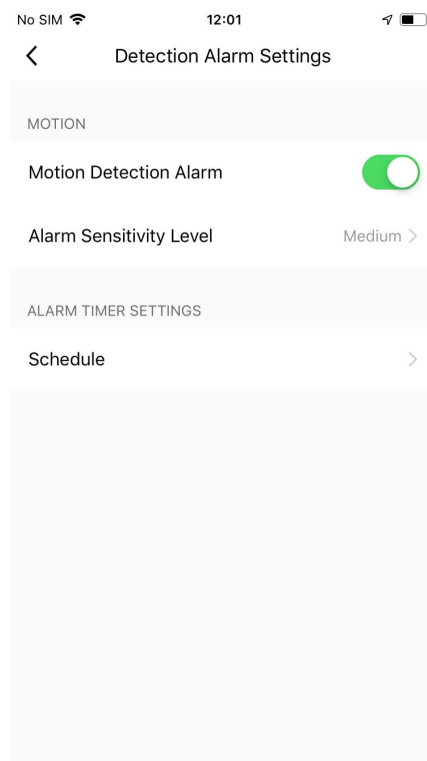 No SIM 12:01
Detection Alarm Settings
MOTION
Motion Detection Alarm
Alarm Sensitivity Level Medium
ALARM TIMER SETTINGS
Schedule